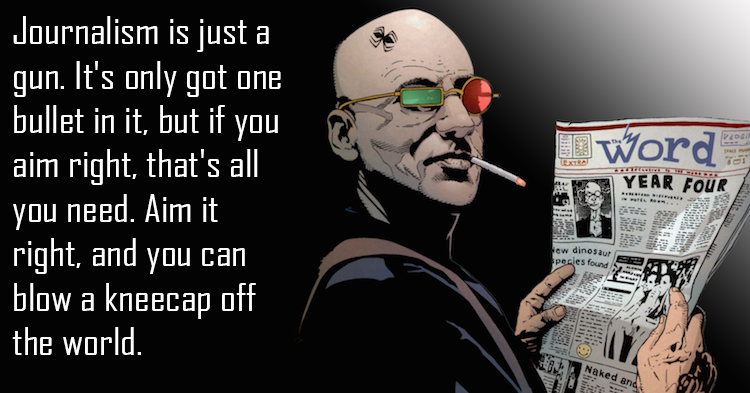 Journalism is just a
gun. It's only got one
bullet in it, but if you
aim right, that's all
you need. Aim it
right, and you can
blow a kneecap off
the world.
the
Word
EXTRA
YEAR FOUR
New dinosaur
species found
Naked and